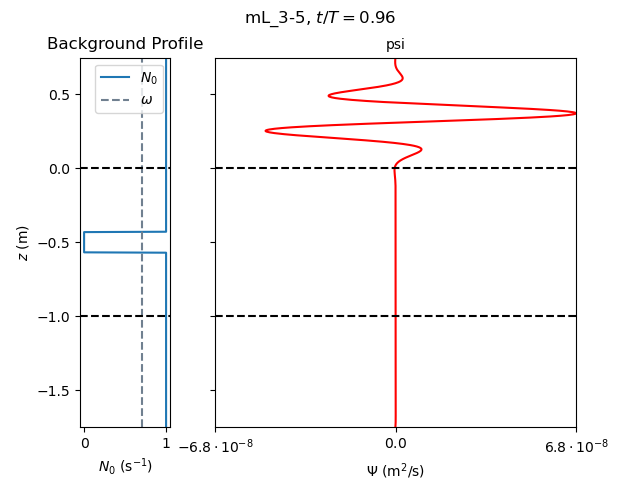 mL_3-5, t/T = 0.96
Background Profile
psi
N₀
ω
0.5
0.0
−0.5
−1.0
−1.5
z (m)
0
1
N₀ (s⁻¹)
−6.8 · 10⁻⁸
0.0
6.8 · 10⁻⁸
Ψ (m²/s)